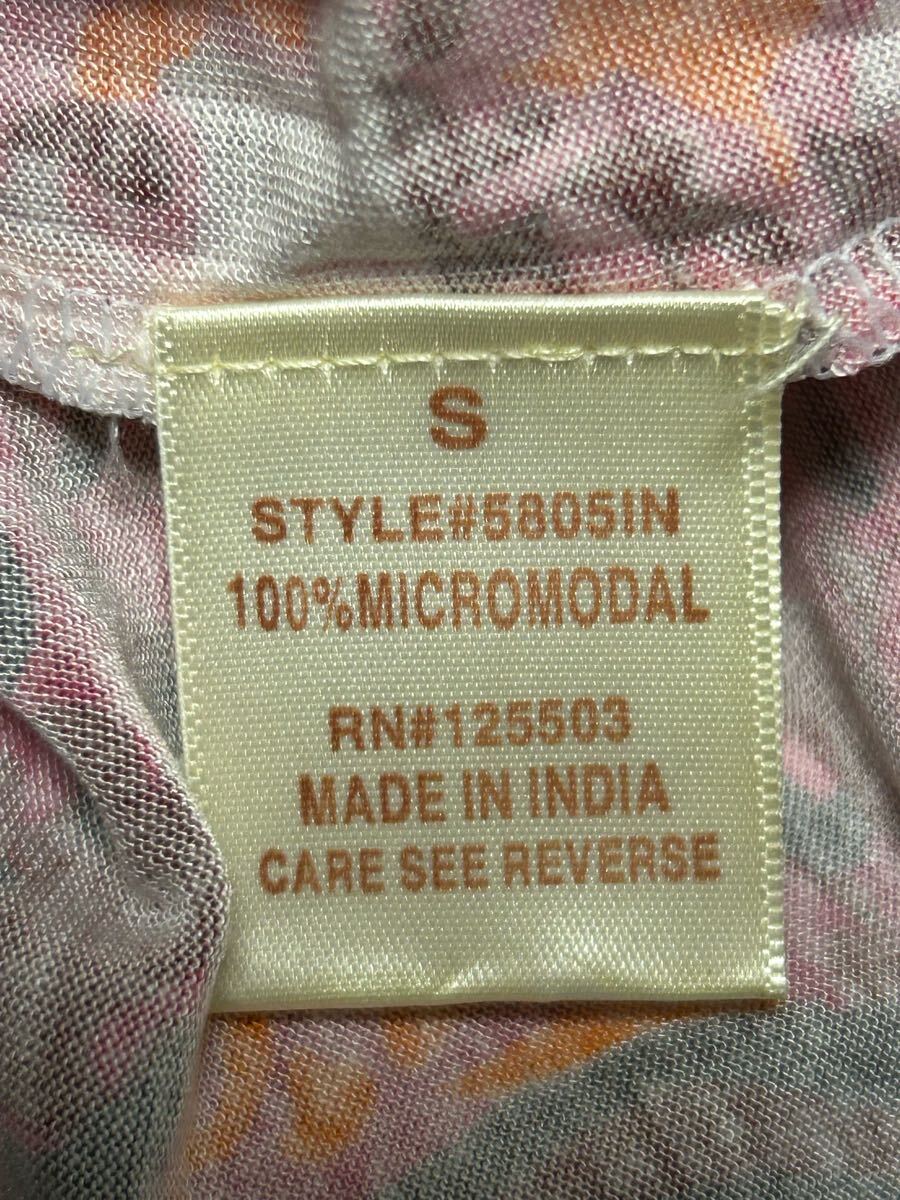 S
STYLE#5805IN
100%MICROMODAL
RN#125503
MADE IN INDIA
CARE SEE REVERSE